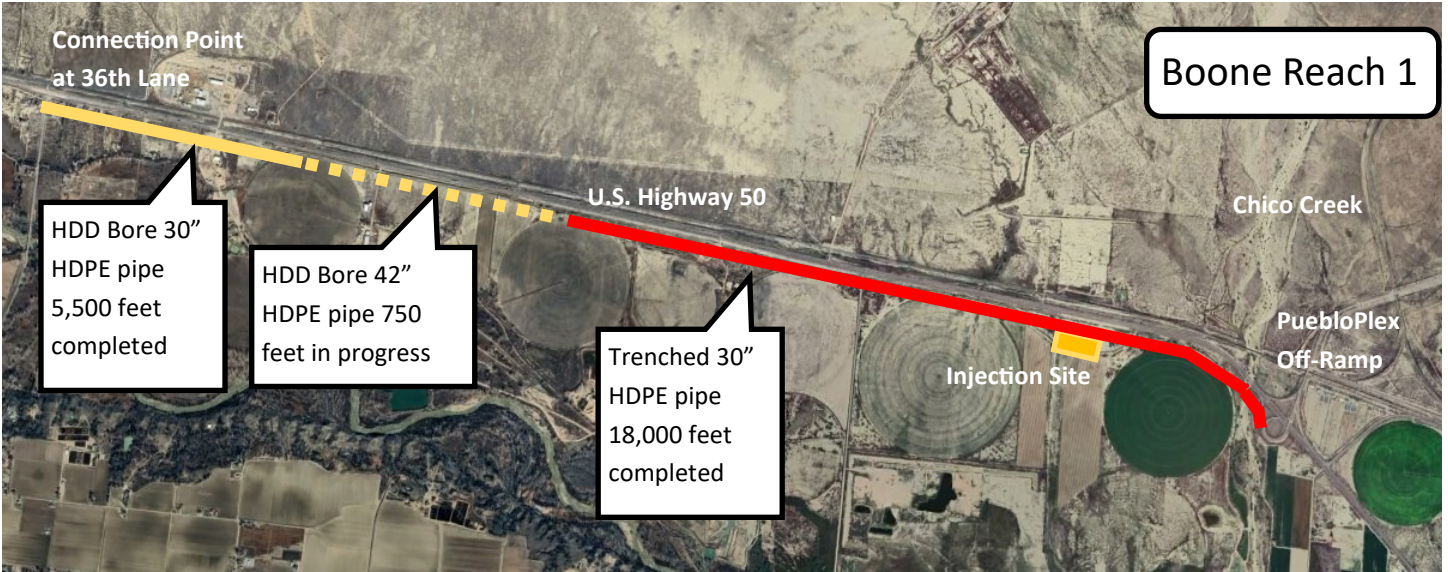 Connection Point
at 36th Lane
Boone Reach 1
U.S. Highway 50
Chico Creek
HDD Bore 30”
HDPE pipe
5,500 feet
completed
HDD Bore 42”
HDPE pipe 750
feet in progress
Trenched 30”
HDPE pipe
18,000 feet
completed
Injection Site
PuebloPlex
Off-Ramp